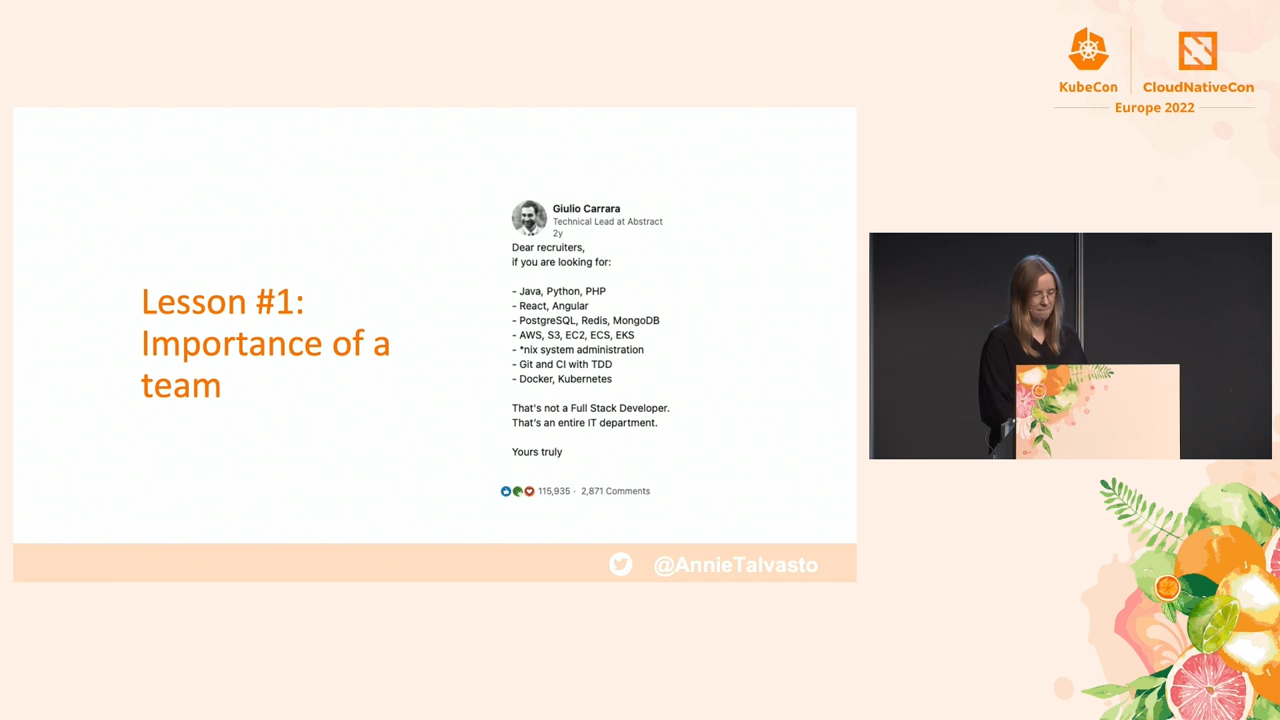 KubeCon
CloudNativeCon
Europe 2022
Lesson #1:
Importance of a
team
Giulio Carrara
Technical Lead at Abstract
2y
Dear recruiters,
if you are looking for:
- Java, Python, PHP
- React, Angular
- PostgreSQL, Redis, MongoDB
- AWS, S3, EC2, ECS, EKS
- *nix system administration
- Git and CI with TDD
- Docker, Kubernetes
That's not a Full Stack Developer.
That's an entire IT department.
Yours truly
115,935 · 2,871 Comments
@AnnieTalvasto